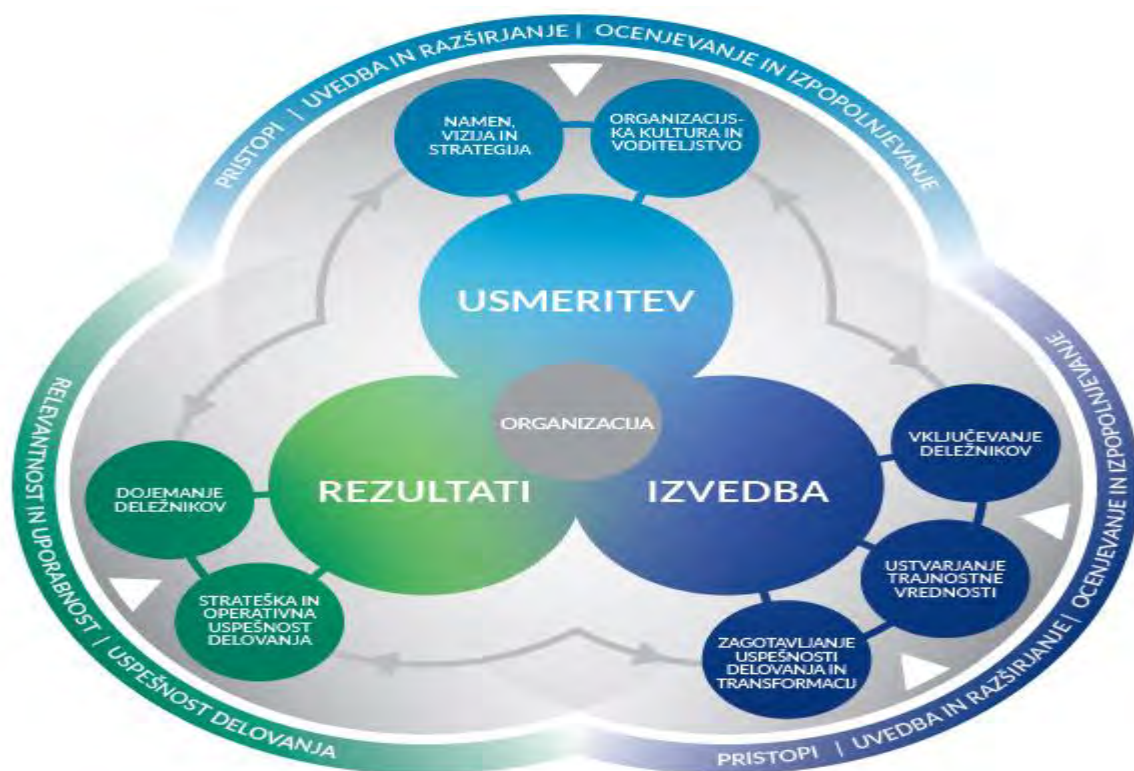 PRISTOPI | UVEDBA IN RAZŠIRJANJE | OCENJEVANJE IN IZPOPOLNJEVANJE
NAMEN,
VIZIJA IN
STRATEGIJA
ORGANIZACIJS-
KA KULTURA IN
VODITELJSTVO
USMERITEV
ORGANIZACIJA
REZULTATI
IZVEDBA
VKLJUČEVANJE
DELEŽNIKOV
USTVARJANJE
TRAJNOSTNE
VREDNOSTI
ZAGOTAVLJANJE
USPEŠNOSTI
DELOVANJA IN
TRANSFORMACIJ
DOJEMANJE
DELEŽNIKOV
STRATEŠKA IN
OPERATIVNA
USPEŠNOST
DELOVANJA
RELEVANTNOST IN UPORABNOST | USPEŠNOST DELOVANJA
PRISTOPI | UVEDBA IN RAZŠIRJANJE | OCENJEVANJE IN IZPOPOLNJEVANJE